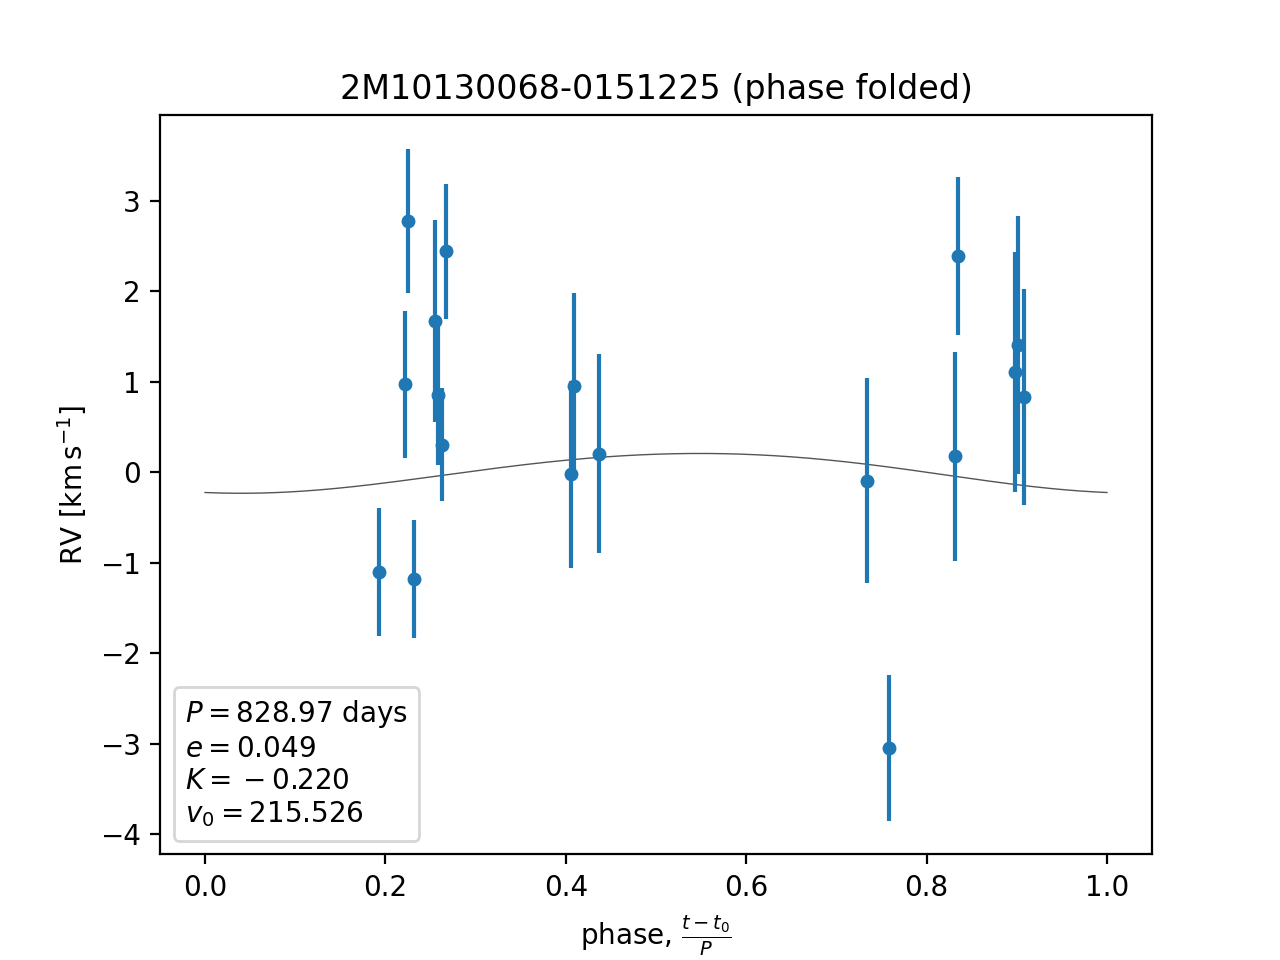 2M10130068-0151225 (phase folded)
RV [km s⁻¹]
3
2
1
0
−1
−2
−3
−4
P = 828.97 days
e = 0.049
K = −0.220
v₀ = 215.526
0.0 0.2 0.4 0.6 0.8 1.0
phase, (t − t₀)/P